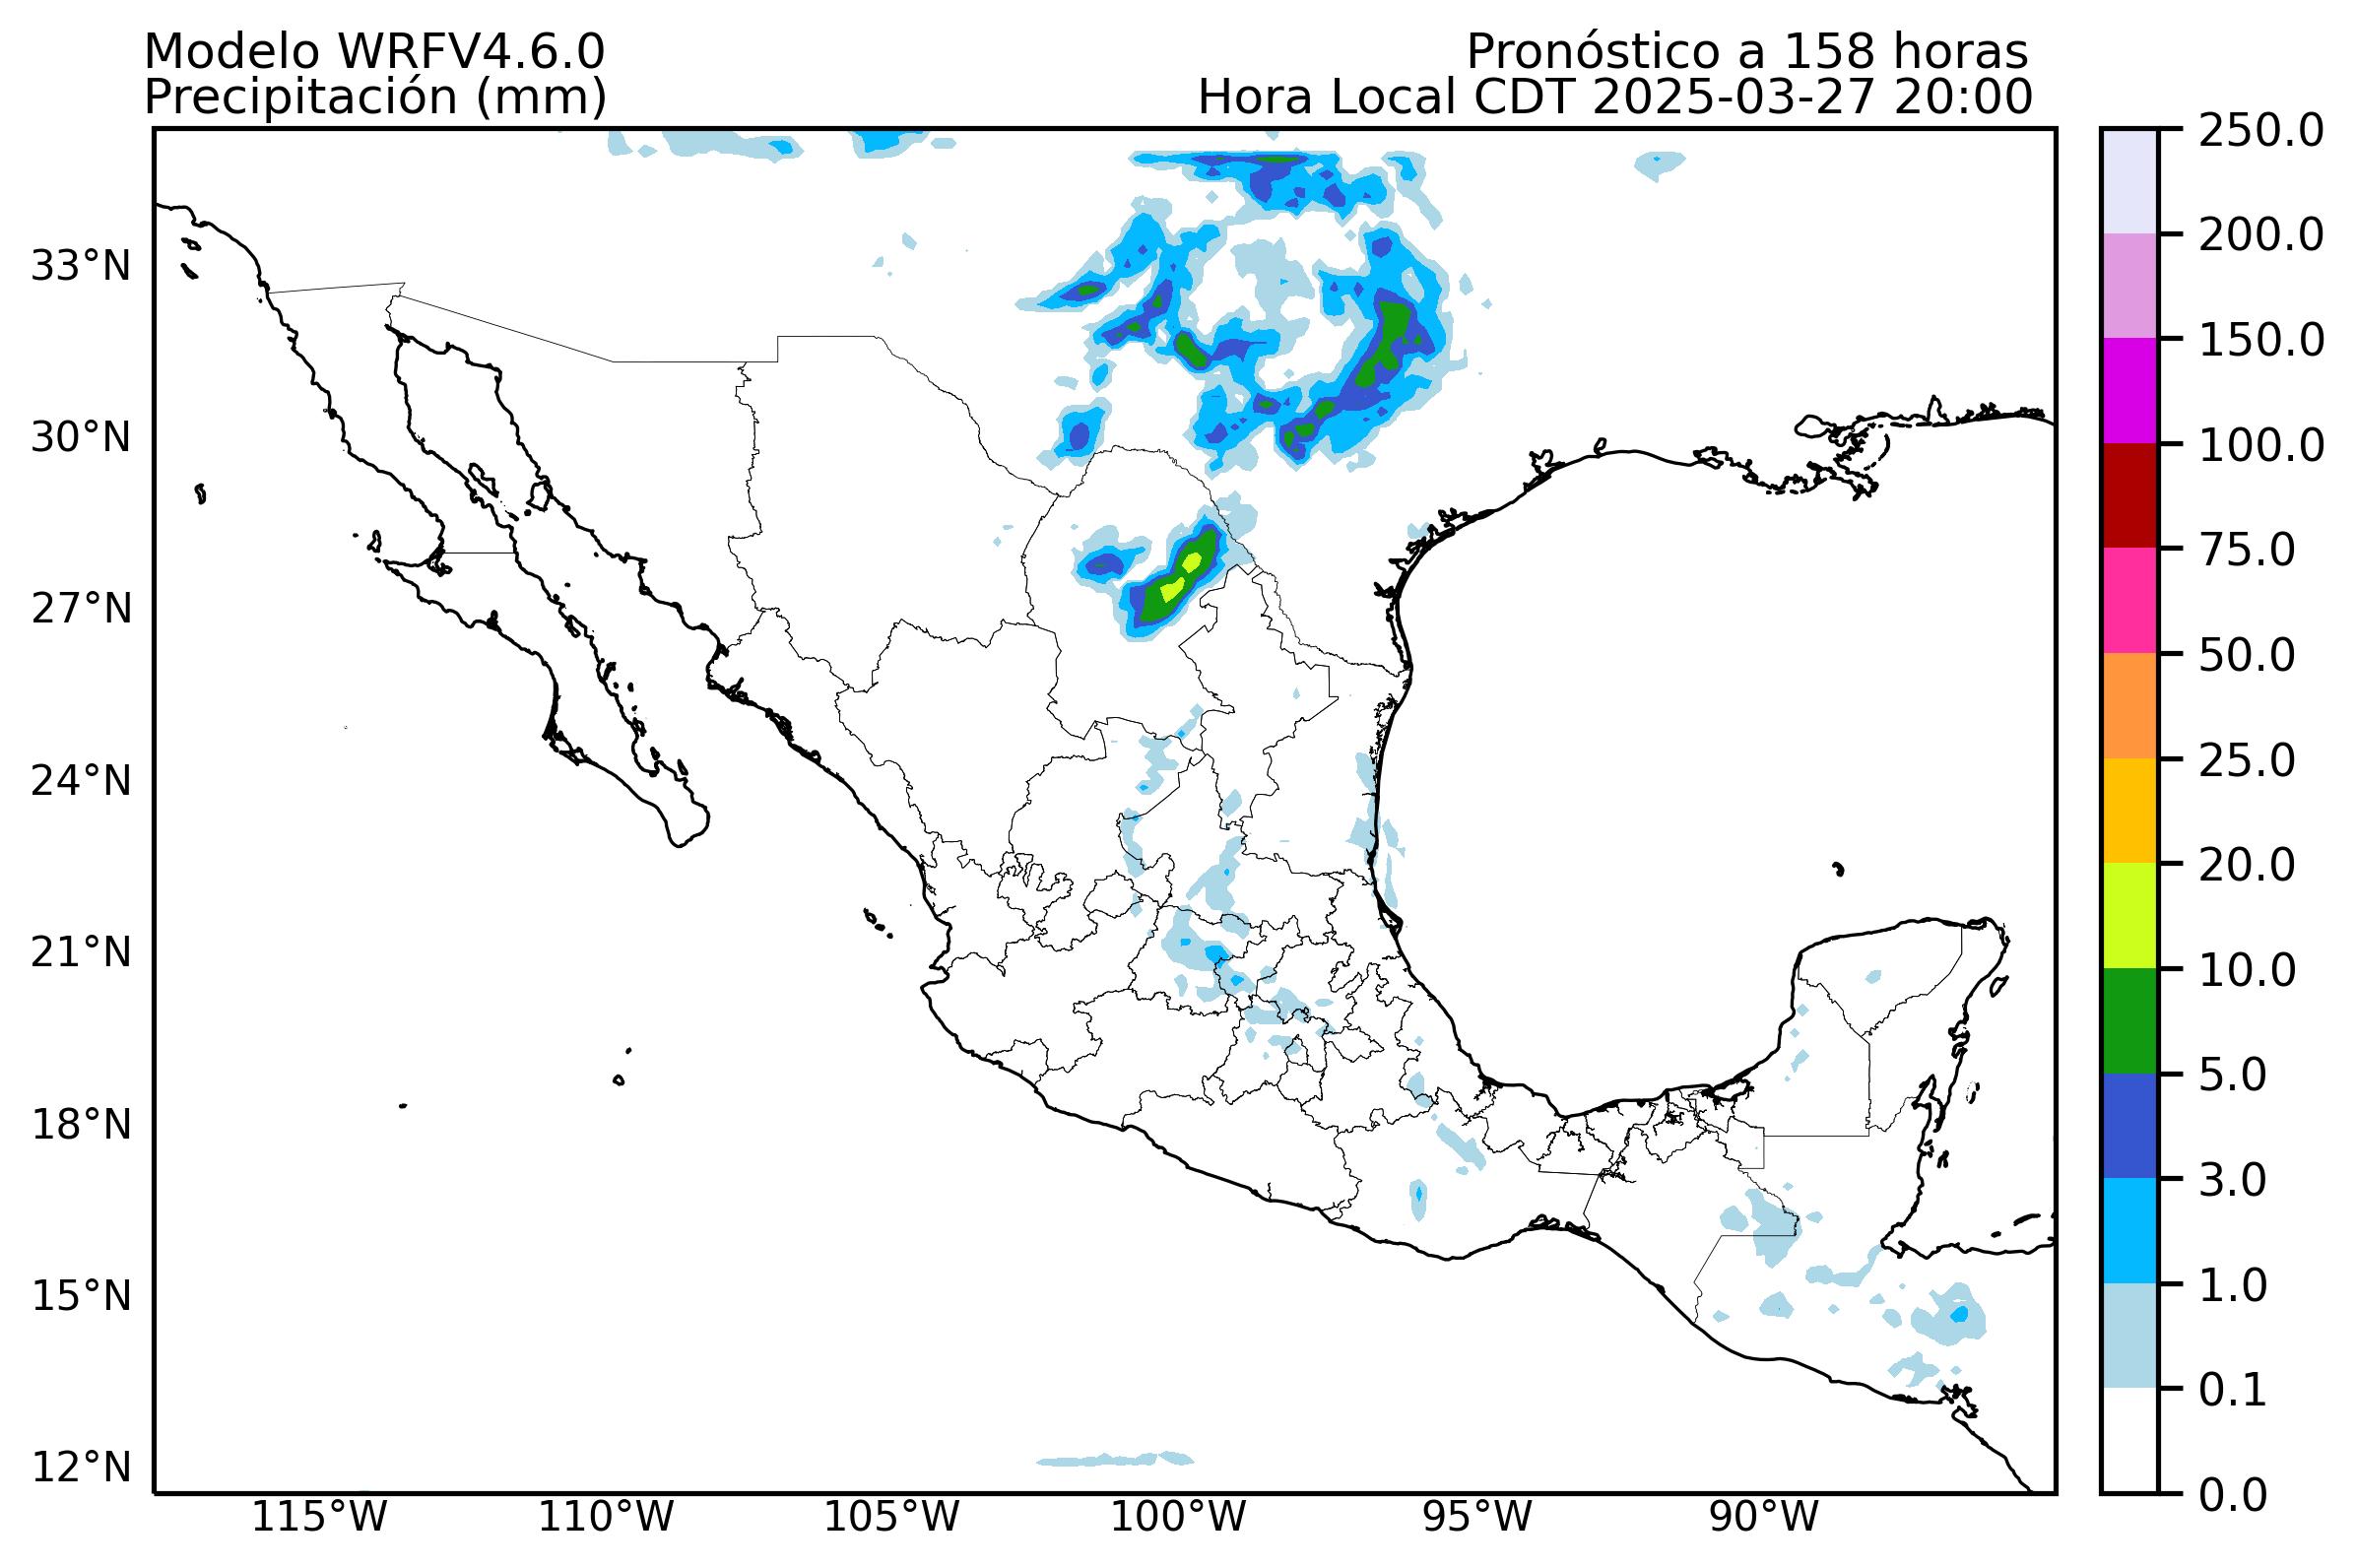 Modelo WRFV4.6.0
Pronóstico a 158 horas
Precipitación (mm)
Hora Local CDT 2025-03-27 20:00
250.0
200.0
150.0
100.0
75.0
50.0
25.0
20.0
10.0
5.0
3.0
1.0
0.1
0.0
33°N
30°N
27°N
24°N
21°N
18°N
15°N
12°N
115°W
110°W
105°W
100°W
95°W
90°W